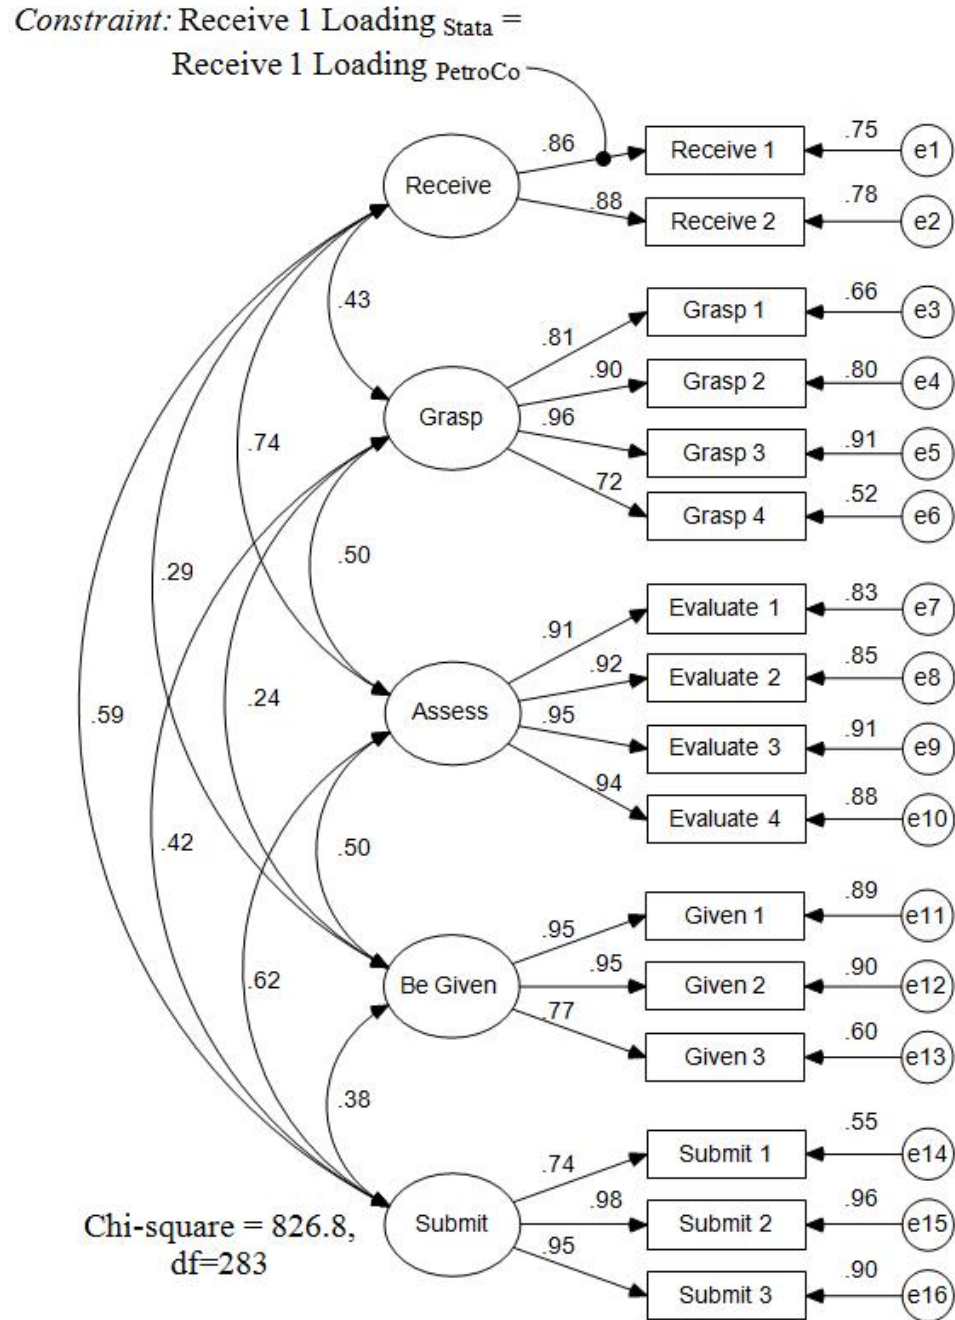 Constraint: Receive 1 Loading Stata =
Receive 1 Loading PetroCo
.86
Receive 1
.75
e1
Receive
.88
Receive 2
.78
e2
.43
.81
Grasp 1
.66
e3
.90
Grasp 2
.80
e4
Grasp
.96
Grasp 3
.91
e5
.74
.72
Grasp 4
.52
e6
.50
.29
.91
Evaluate 1
.83
e7
.92
Evaluate 2
.85
e8
.24
Assess
.59
.95
Evaluate 3
.91
e9
.94
Evaluate 4
.88
e10
.42
.50
.95
Given 1
.89
e11
.62
Be Given
.95
Given 2
.90
e12
.77
Given 3
.60
e13
.38
.74
Submit 1
.55
e14
Chi-square = 826.8,
df=283
Submit
.98
Submit 2
.96
e15
.95
Submit 3
.90
e16